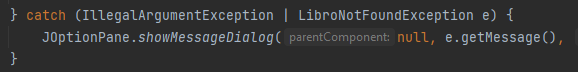 } catch (IllegalArgumentException | LibroNotFoundException e) {
JOptionPane.showMessageDialog( parentComponent: null, e.getMessage(),
}